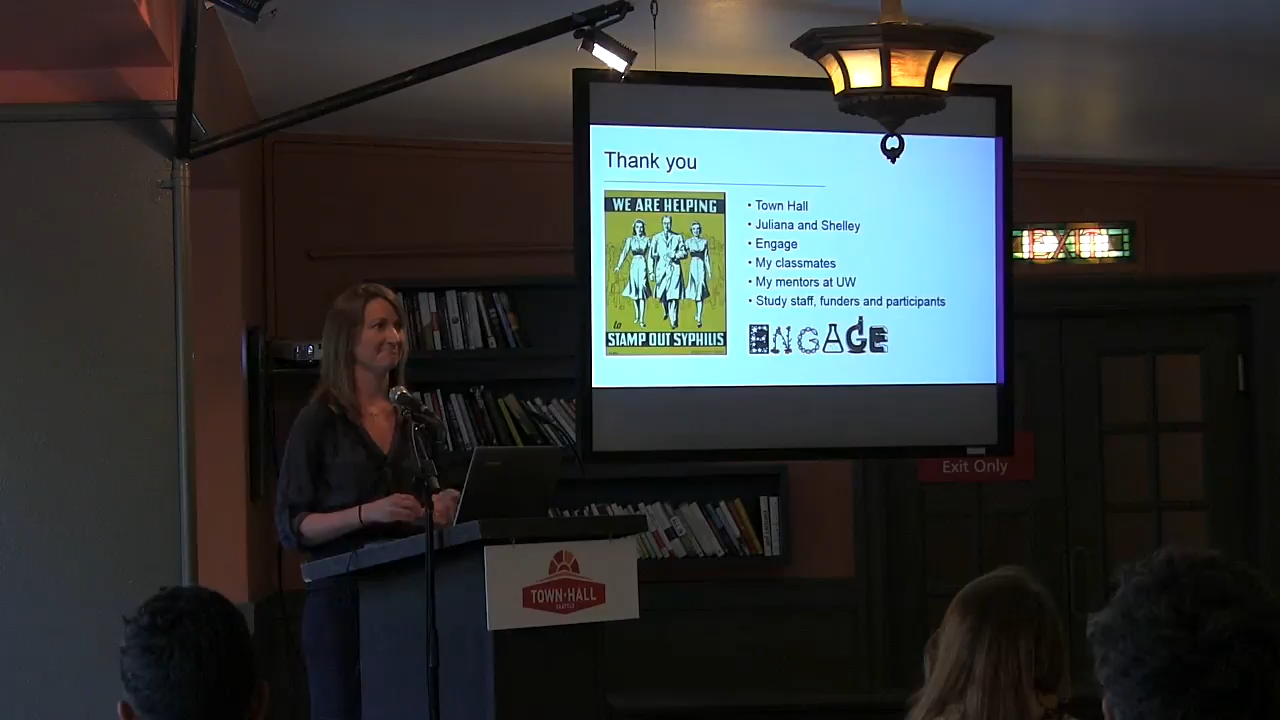 Thank you
WE ARE HELPING
to
STAMP OUT SYPHILIS
• Town Hall
• Juliana and Shelley
• Engage
• My classmates
• My mentors at UW
• Study staff, funders and participants
ENGAGE
EXIT
Exit Only
TOWN HALL
SEATTLE